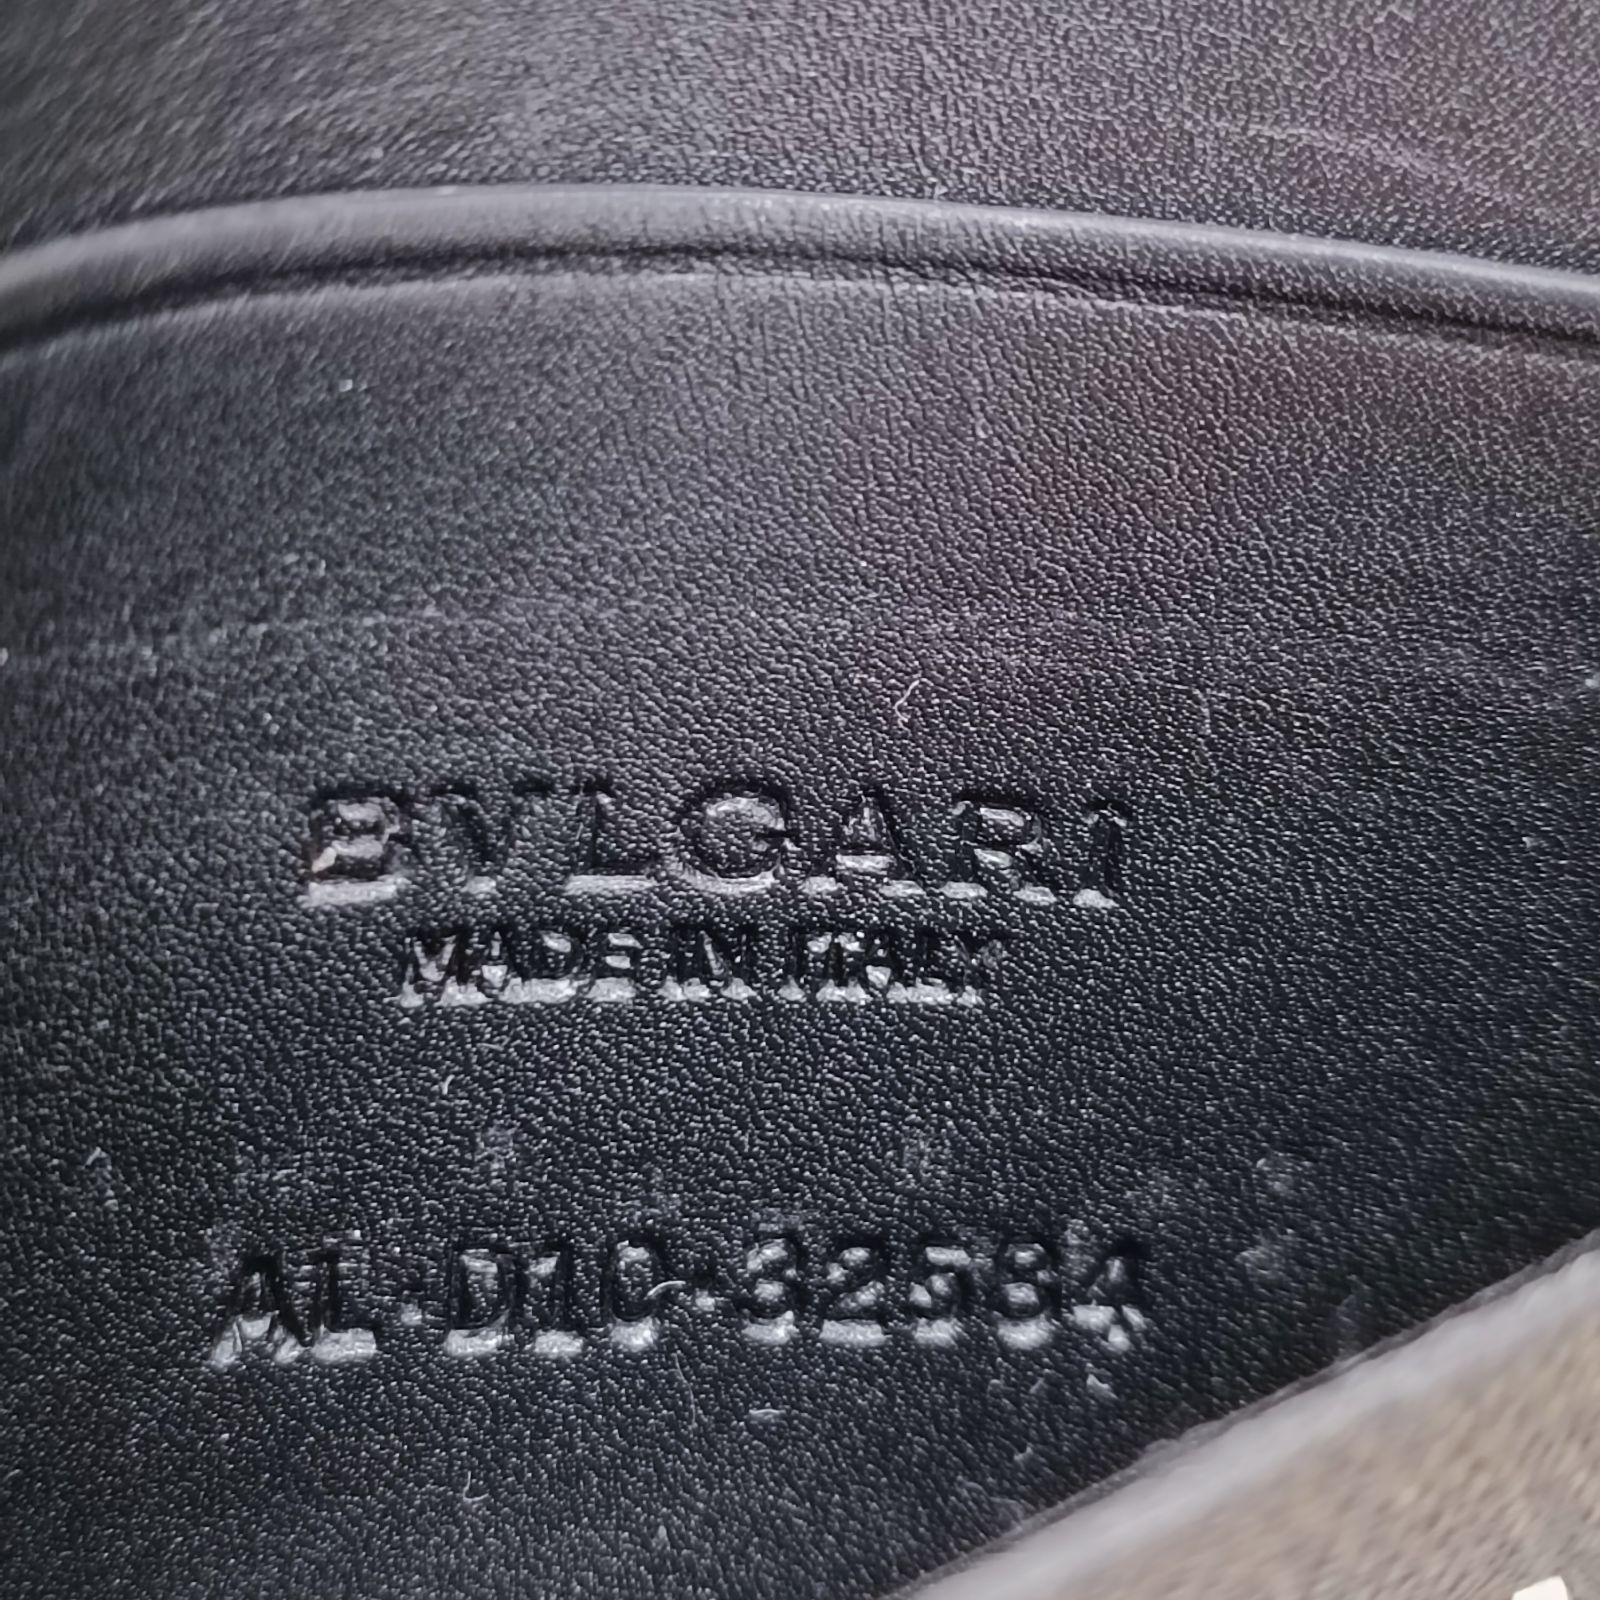 BVLGARI
MADE IN ITALY
AL-D10-32584